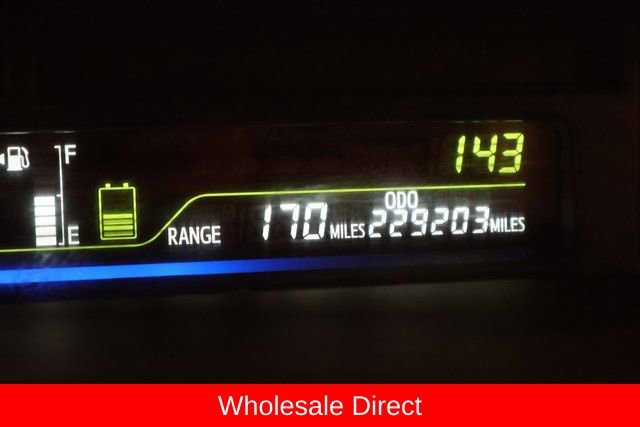 F
143
E
RANGE 170 MILES
ODO
229203 MILES
Wholesale Direct